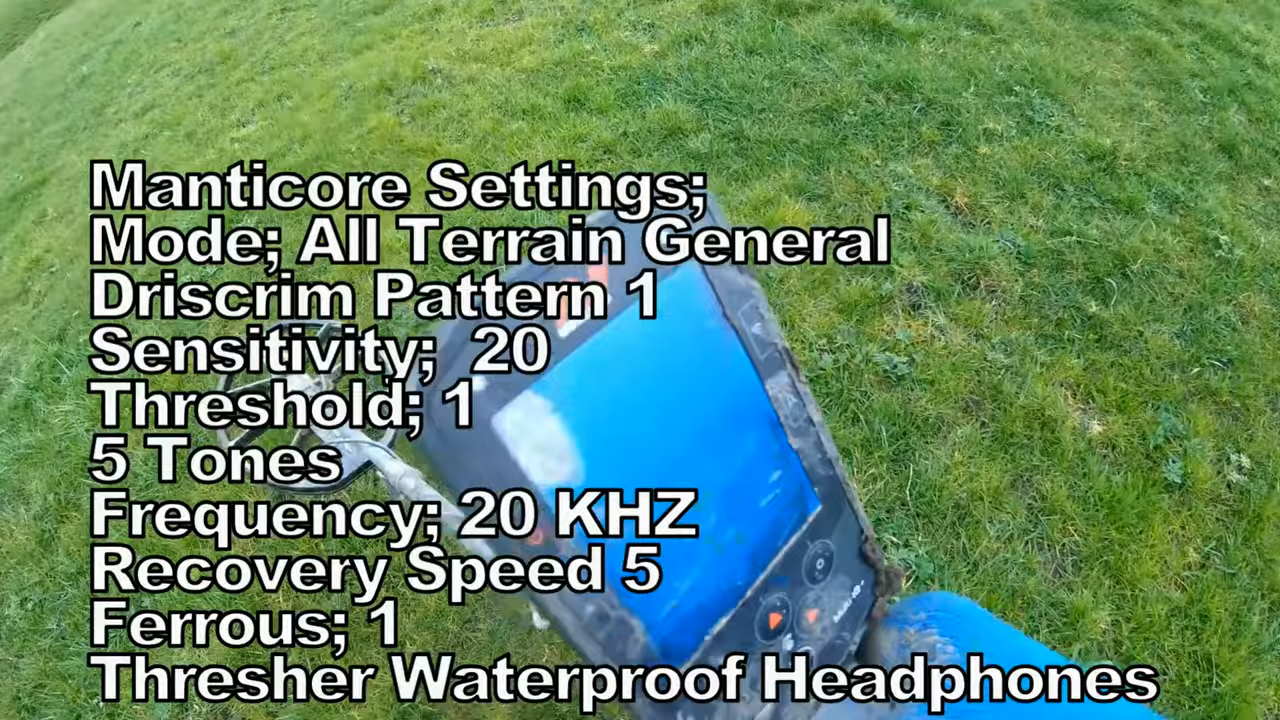 Manticore Settings;
Mode; All Terrain General
Driscrim Pattern 1
Sensitivity;  20
Threshold; 1
5 Tones
Frequency; 20 KHZ
Recovery Speed 5
Ferrous; 1
Thresher Waterproof Headphones